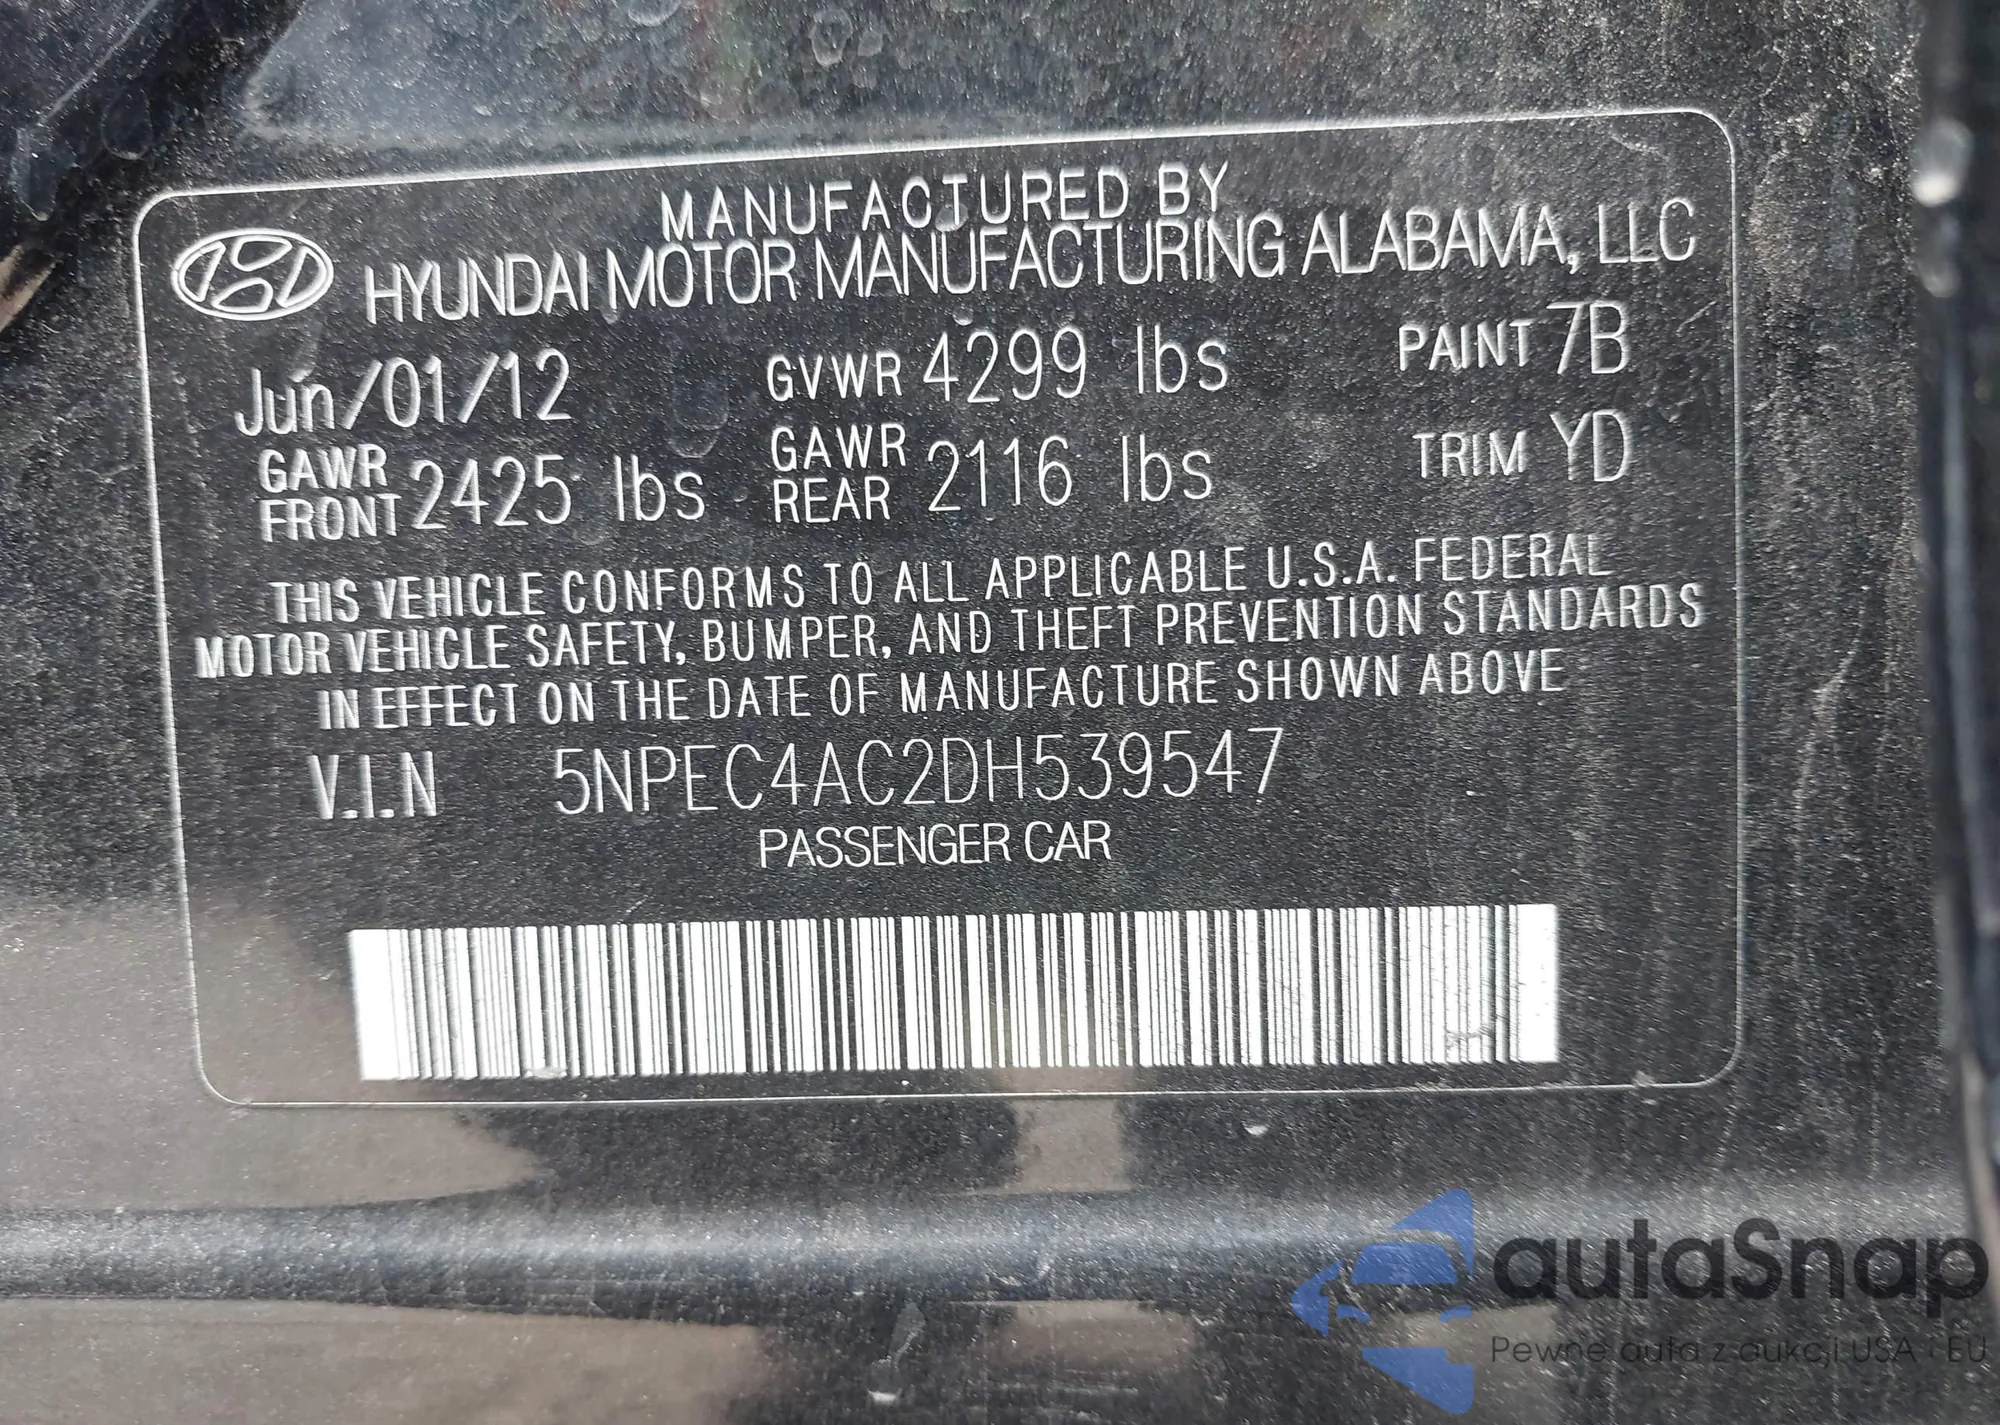 MANUFACTURED BY
HYUNDAI MOTOR MANUFACTURING ALABAMA, LLC
Jun/01/12 GVWR 4299 lbs PAINT 7B
GAWR FRONT 2425 lbs GAWR REAR 2116 lbs TRIM YD
THIS VEHICLE CONFORMS TO ALL APPLICABLE U.S.A. FEDERAL
MOTOR VEHICLE SAFETY, BUMPER, AND THEFT PREVENTION STANDARDS
IN EFFECT ON THE DATE OF MANUFACTURE SHOWN ABOVE
V.I.N 5NPEC4AC2DH539547
PASSENGER CAR
autaSnap
Pewne auta z aukcji USA i EU